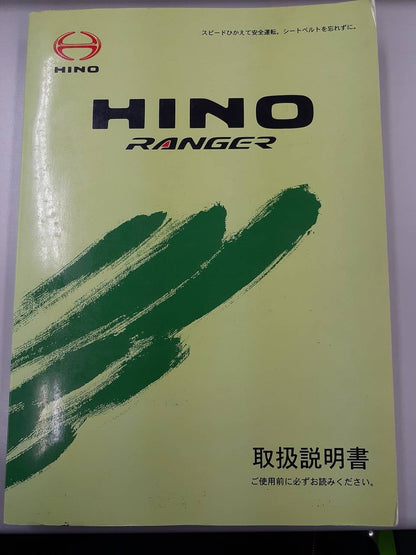 スピードひかえて安全運転。シートベルトを忘れずに。
HINO
HINO
RANGER
取扱説明書
ご使用前に必ずお読みください。